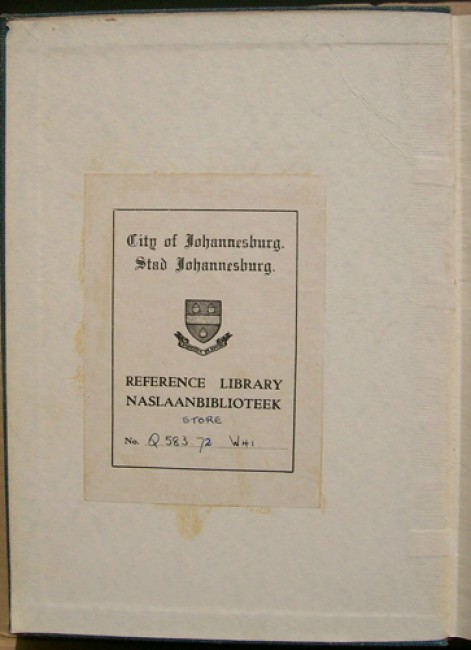 City of Johannesburg.
Stad Johannesburg.
REFERENCE LIBRARY
NASLAANBIBLIOTEEK
STORE
No. Q 583 72 WHI